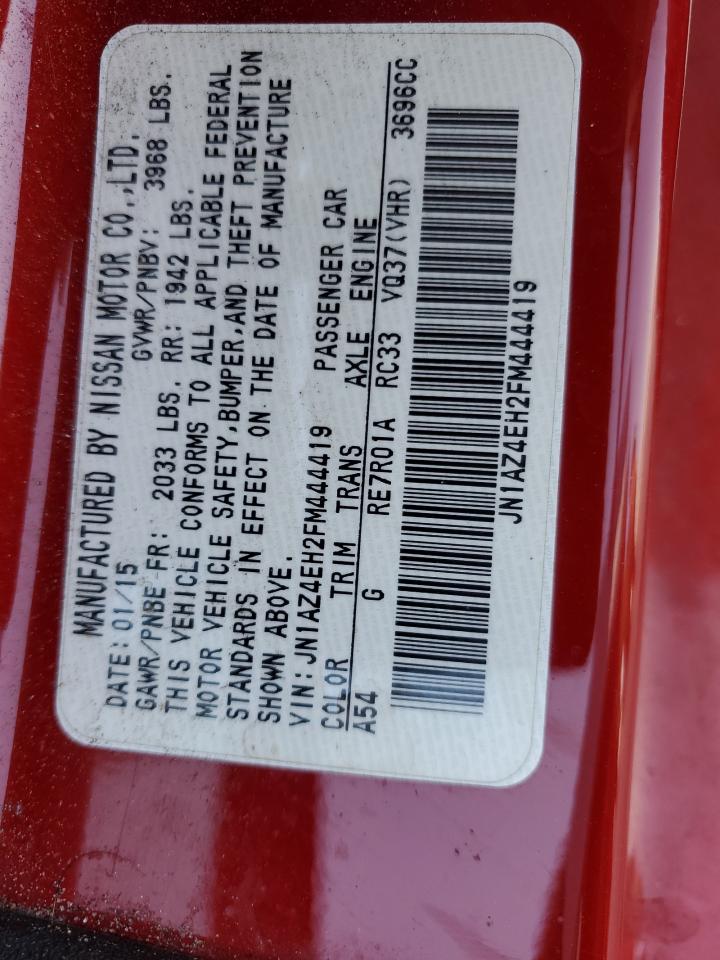 MANUFACTURED BY NISSAN MOTOR CO.,LTD.
DATE: 01/15 GVWR/PNBV: 3968 LBS.
GAWR/PNBE FR: 2033 LBS. RR: 1942 LBS.
THIS VEHICLE CONFORMS TO ALL APPLICABLE FEDERAL
MOTOR VEHICLE SAFETY,BUMPER,AND THEFT PREVENTION
STANDARDS IN EFFECT ON THE DATE OF MANUFACTURE
SHOWN ABOVE.
VIN: JN1AZ4EH2FM444419 PASSENGER CAR
COLOR TRIM TRANS AXLE ENGINE
A54 G RE7R01A RC33 VQ37(VHR) 3696CC
JN1AZ4EH2FM444419